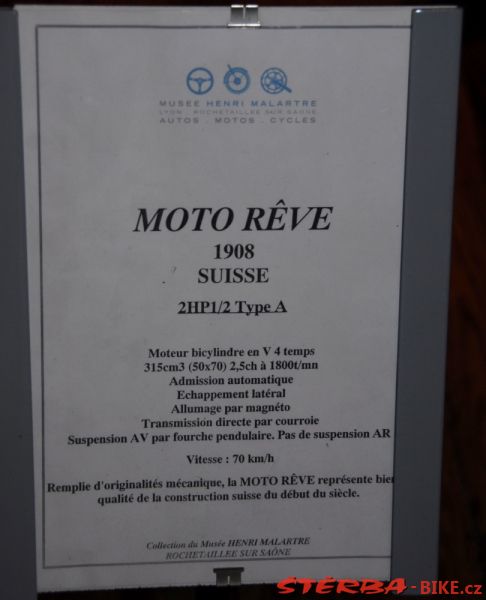 MUSEE HENRI MALARTRE
LYON . ROCHETAILLEE SUR SAONE
AUTOS . MOTOS . CYCLES
MOTO RÊVE
1908
SUISSE
2HP1/2 Type A
Moteur bicylindre en V 4 temps
315cm3 (50x70) 2,5ch à 1800t/mn
Admission automatique
Echappement latéral
Allumage par magnéto
Transmission directe par courroie
Suspension AV par fourche pendulaire. Pas de suspension AR
Vitesse : 70 km/h
Remplie d'originalités mécanique, la MOTO RÊVE représente bien
qualité de la construction suisse du début du siècle.
Collection du Musée HENRI MALARTRE
ROCHETAILLEE SUR SAÔNE
STERBA-BIKE.cz